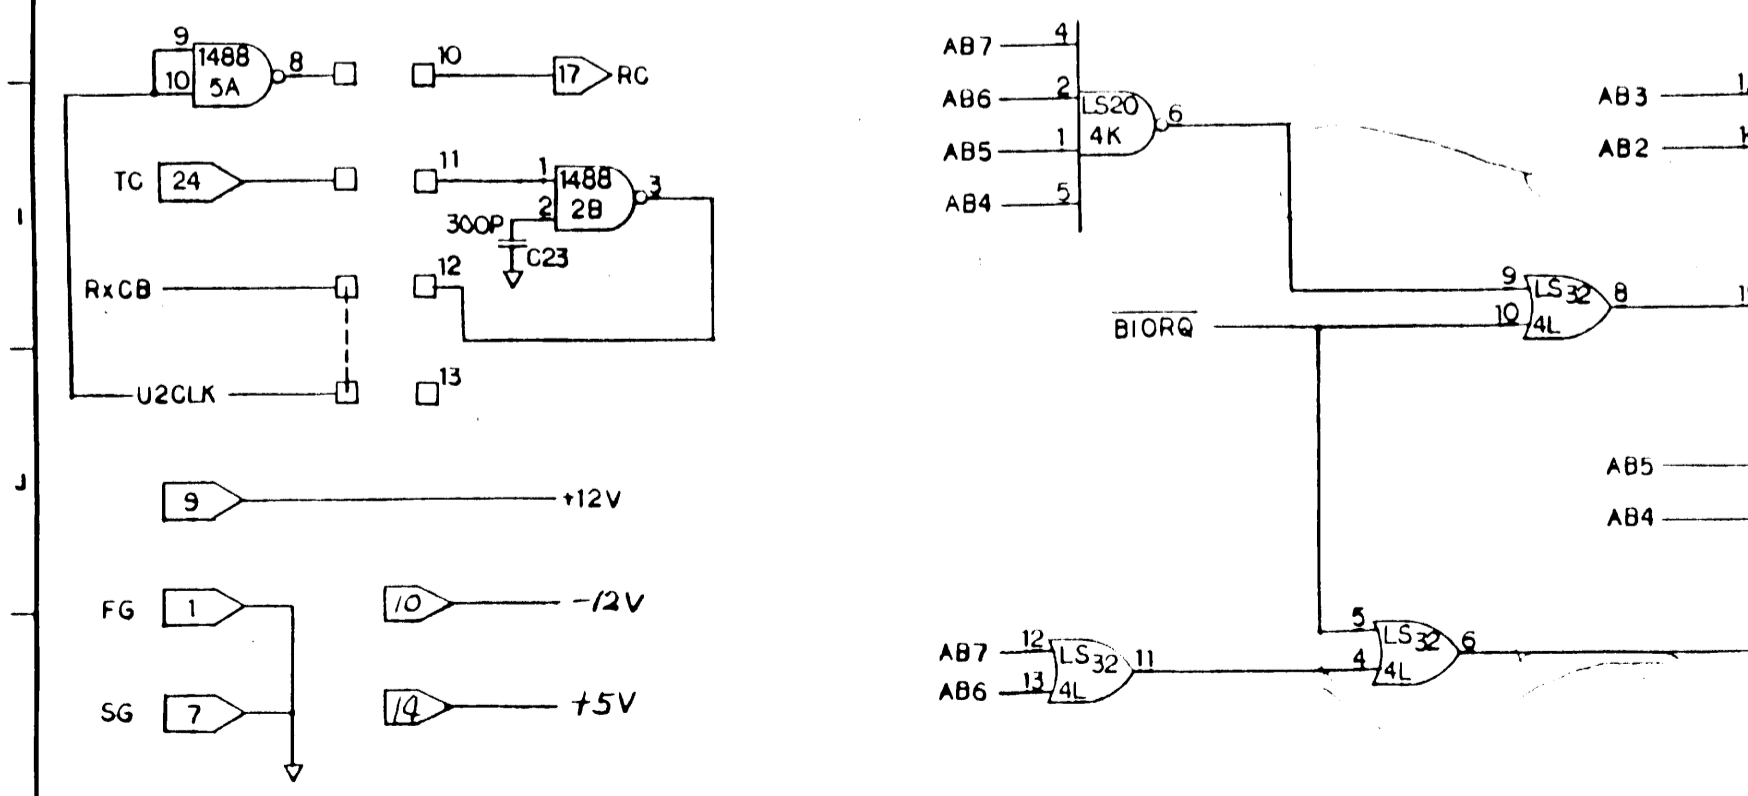 9 1488 8 10 17 RC
10 5A
TC 24 11 1 1488 3
2 2B
300P
C23
I
RxCB 12
U2CLK 13
J
9 +12V
FG 1 10 -12V
SG 7 14 +5V
AB7 4
AB6 2 LS20 6
AB5 1 4K
AB4 5
AB3
AB2
9 LS32 8
BIORQ 10 4L
AB5
AB4
5 LS32 6
4 4L
AB7 12 LS32 11
AB6 13 4L